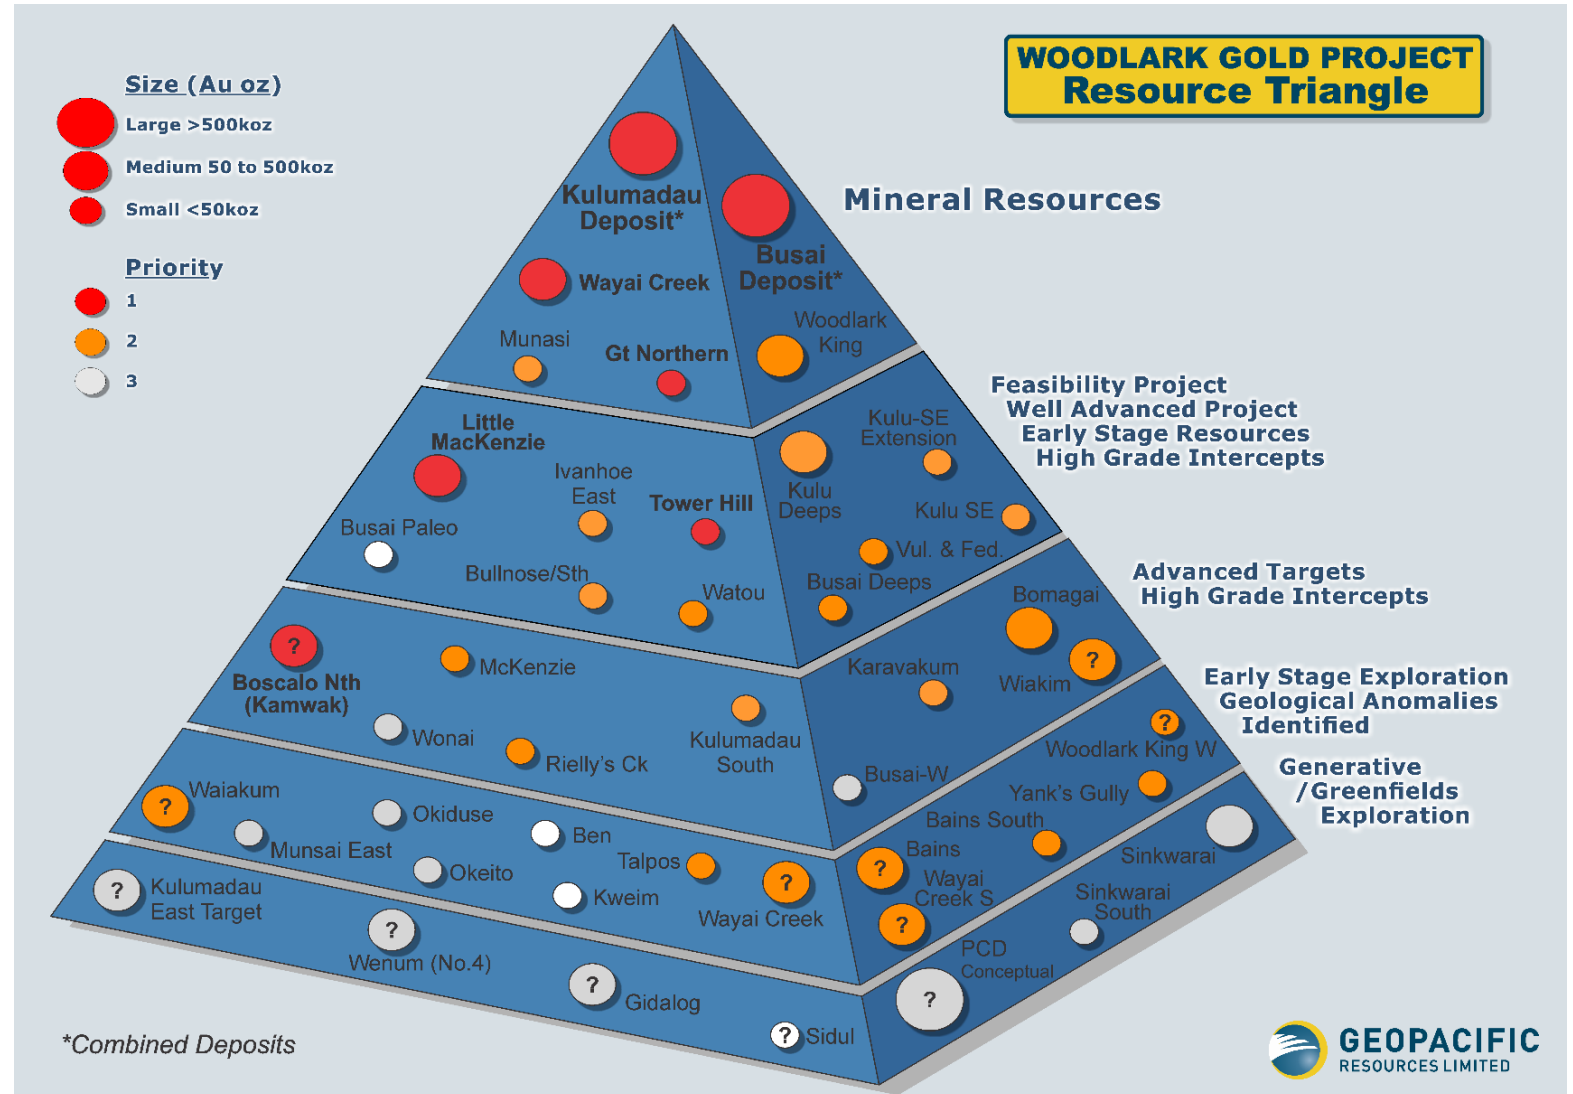 WOODLARK GOLD PROJECT
Resource Triangle
Size (Au oz)
Large >500koz
Medium 50 to 500koz
Small <50koz
Priority
1
2
3
Mineral Resources
Kulumadau
Deposit*
Busai
Deposit*
Wayai Creek
Munasi
Gt Northern
Woodlark
King
Feasibility Project
Well Advanced Project
Early Stage Resources
High Grade Intercepts
Little
MacKenzie
Ivanhoe
East
Tower Hill
Busai Paleo
Bullnose/Sth
Watou
Kulu-SE
Extension
Kulu
Deeps
Kulu SE
Vul. & Fed.
Busai Deeps
Advanced Targets
High Grade Intercepts
?
Boscalo Nth
(Kamwak)
McKenzie
Wonai
Rielly's Ck
Kulumadau
South
Bomagai
?
Wiakim
Karavakum
Busai-W
Early Stage Exploration
Geological Anomalies
Identified
?
Waiakum
Munsai East
Okiduse
Okeito
Ben
Kweim
Talpos
?
Wayai Creek
?
Woodlark King W
Yank's Gully
Bains South
?
Bains
Wayai
Creek S
?
Generative
/Greenfields
Exploration
?
Kulumadau
East Target
?
Wenum (No.4)
?
Gidalog
?
Sidul
Sinkwarai
Sinkwarai
South
PCD
Conceptual
?
*Combined Deposits
GEOPACIFIC
RESOURCES LIMITED